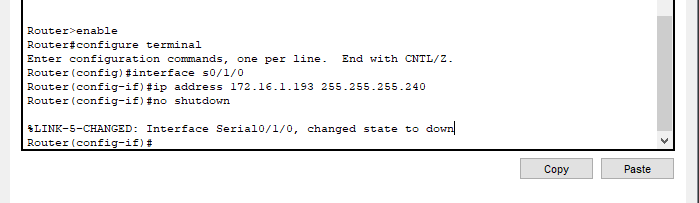 Router>enable
Router#configure terminal
Enter configuration commands, one per line.  End with CNTL/Z.
Router(config)#interface s0/1/0
Router(config-if)#ip address 172.16.1.193 255.255.255.240
Router(config-if)#no shutdown
%LINK-5-CHANGED: Interface Serial0/1/0, changed state to down
Router(config-if)#
Copy
Paste